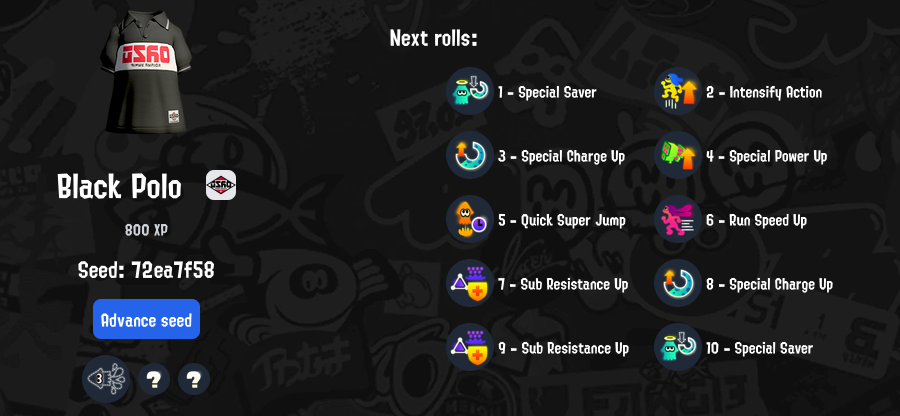 Next rolls:
1 - Special Saver
2 - Intensify Action
3 - Special Charge Up
4 - Special Power Up
5 - Quick Super Jump
6 - Run Speed Up
7 - Sub Resistance Up
8 - Special Charge Up
9 - Sub Resistance Up
10 - Special Saver
Black Polo
800 XP
Seed: 72ea7f58
Advance seed
3
?
?